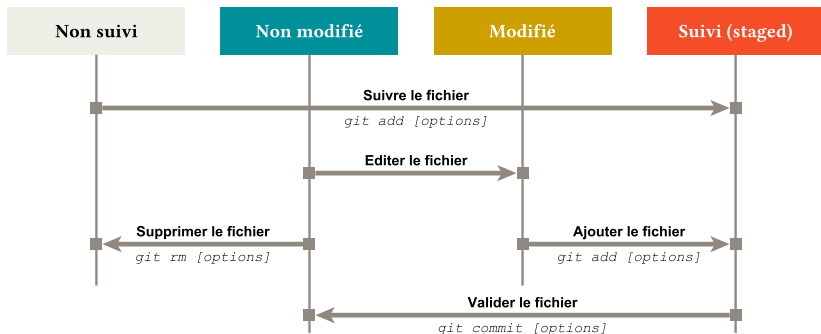 Non suivi
Non modifié
Modifié
Suivi (staged)
Suivre le fichier
git add [options]
Editer le fichier
Supprimer le fichier
git rm [options]
Ajouter le fichier
git add [options]
Valider le fichier
git commit [options]